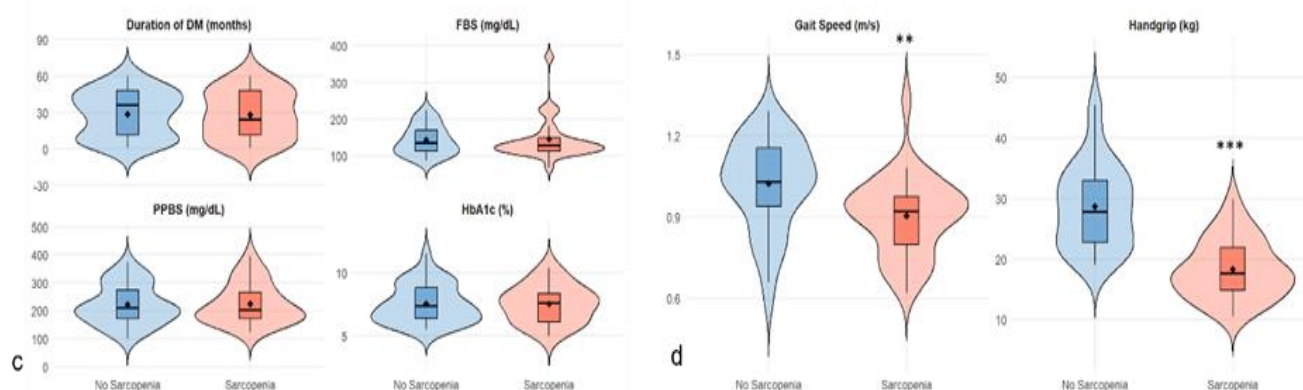 Duration of DM (months)
90
60
30
0
-30
FBS (mg/dL)
400
300
200
100
PPBS (mg/dL)
500
400
300
200
100
0
No Sarcopenia
Sarcopenia
HbA1c (%)
10
5
No Sarcopenia
Sarcopenia
c
Gait Speed (m/s)
**
1.5
1.2
0.9
0.6
No Sarcopenia
Sarcopenia
Handgrip (kg)
***
50
40
30
20
10
No Sarcopenia
Sarcopenia
d